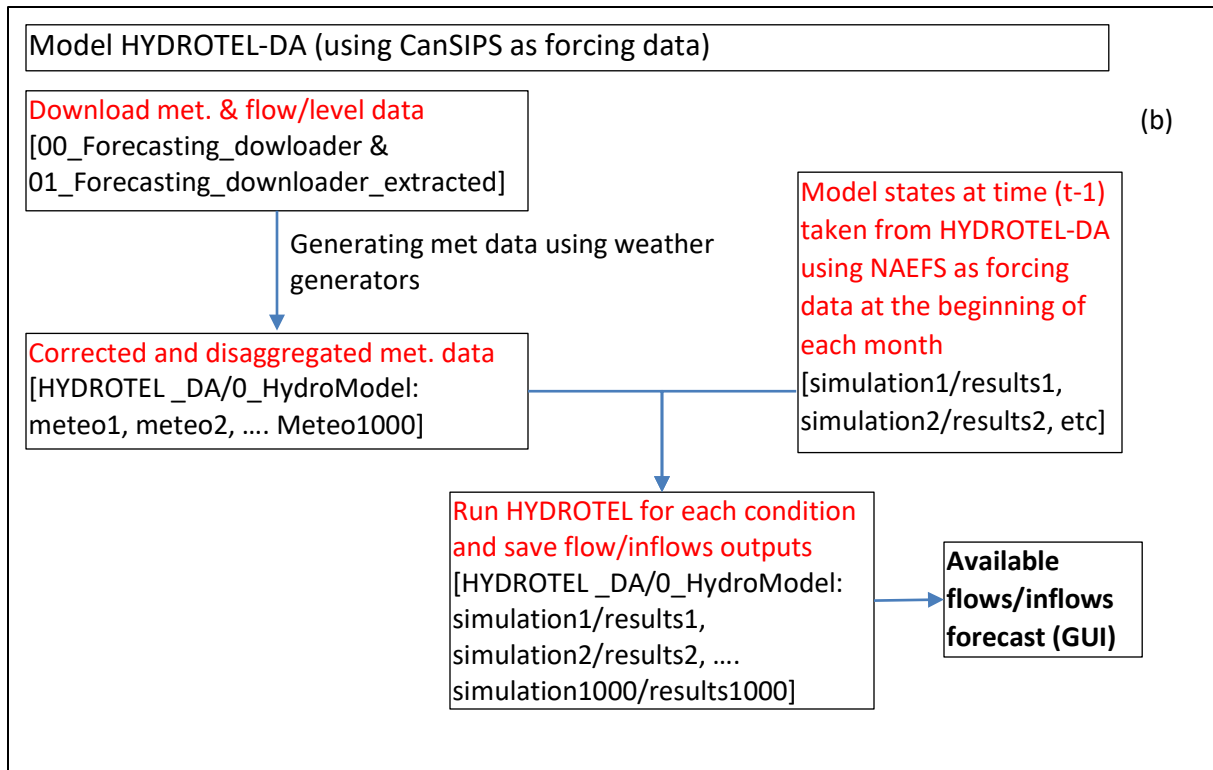 Model HYDROTEL-DA (using CanSIPS as forcing data)
(b)
Download met. & flow/level data
[00_Forecasting_dowloader &
01_Forecasting_downloader_extracted]
Generating met data using weather
generators
Model states at time (t-1)
taken from HYDROTEL-DA
using NAEFS as forcing
data at the beginning of
each month
[simulation1/results1,
simulation2/results2, etc]
Corrected and disaggregated met. data
[HYDROTEL _DA/0_HydroModel:
meteo1, meteo2, .... Meteo1000]
Run HYDROTEL for each condition
and save flow/inflows outputs
[HYDROTEL _DA/0_HydroModel:
simulation1/results1,
simulation2/results2, ....
simulation1000/results1000]
Available
flows/inflows
forecast (GUI)